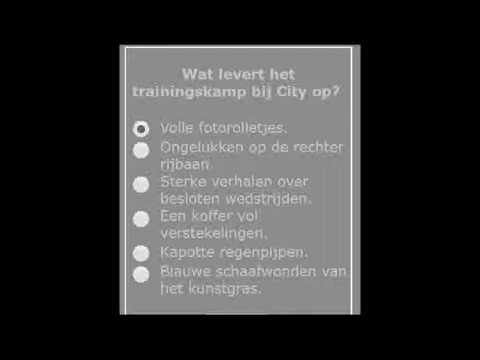 Wat levert het
trainingskamp bij City op?
Volle fotorolletjes.
Ongelukken op de rechter
rijbaan.
Sterke verhalen over
besloten wedstrijden.
Een koffer vol
verstekelingen.
Kapotte regenpijpen.
Blauwe schaafwonden van
het kunstgras.